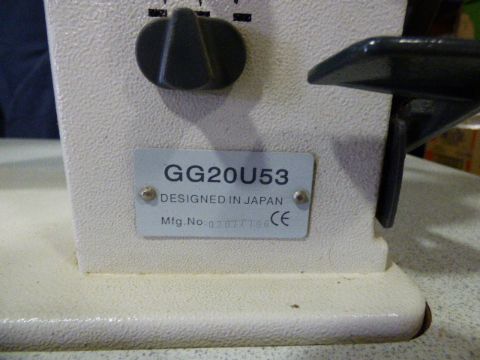 GG20U53
DESIGNED IN JAPAN
Mfg.No CE